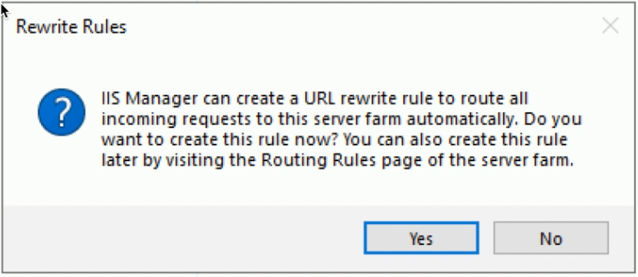 Rewrite Rules
IIS Manager can create a URL rewrite rule to route all
incoming requests to this server farm automatically. Do you
want to create this rule now? You can also create this rule
later by visiting the Routing Rules page of the server farm.
Yes
No